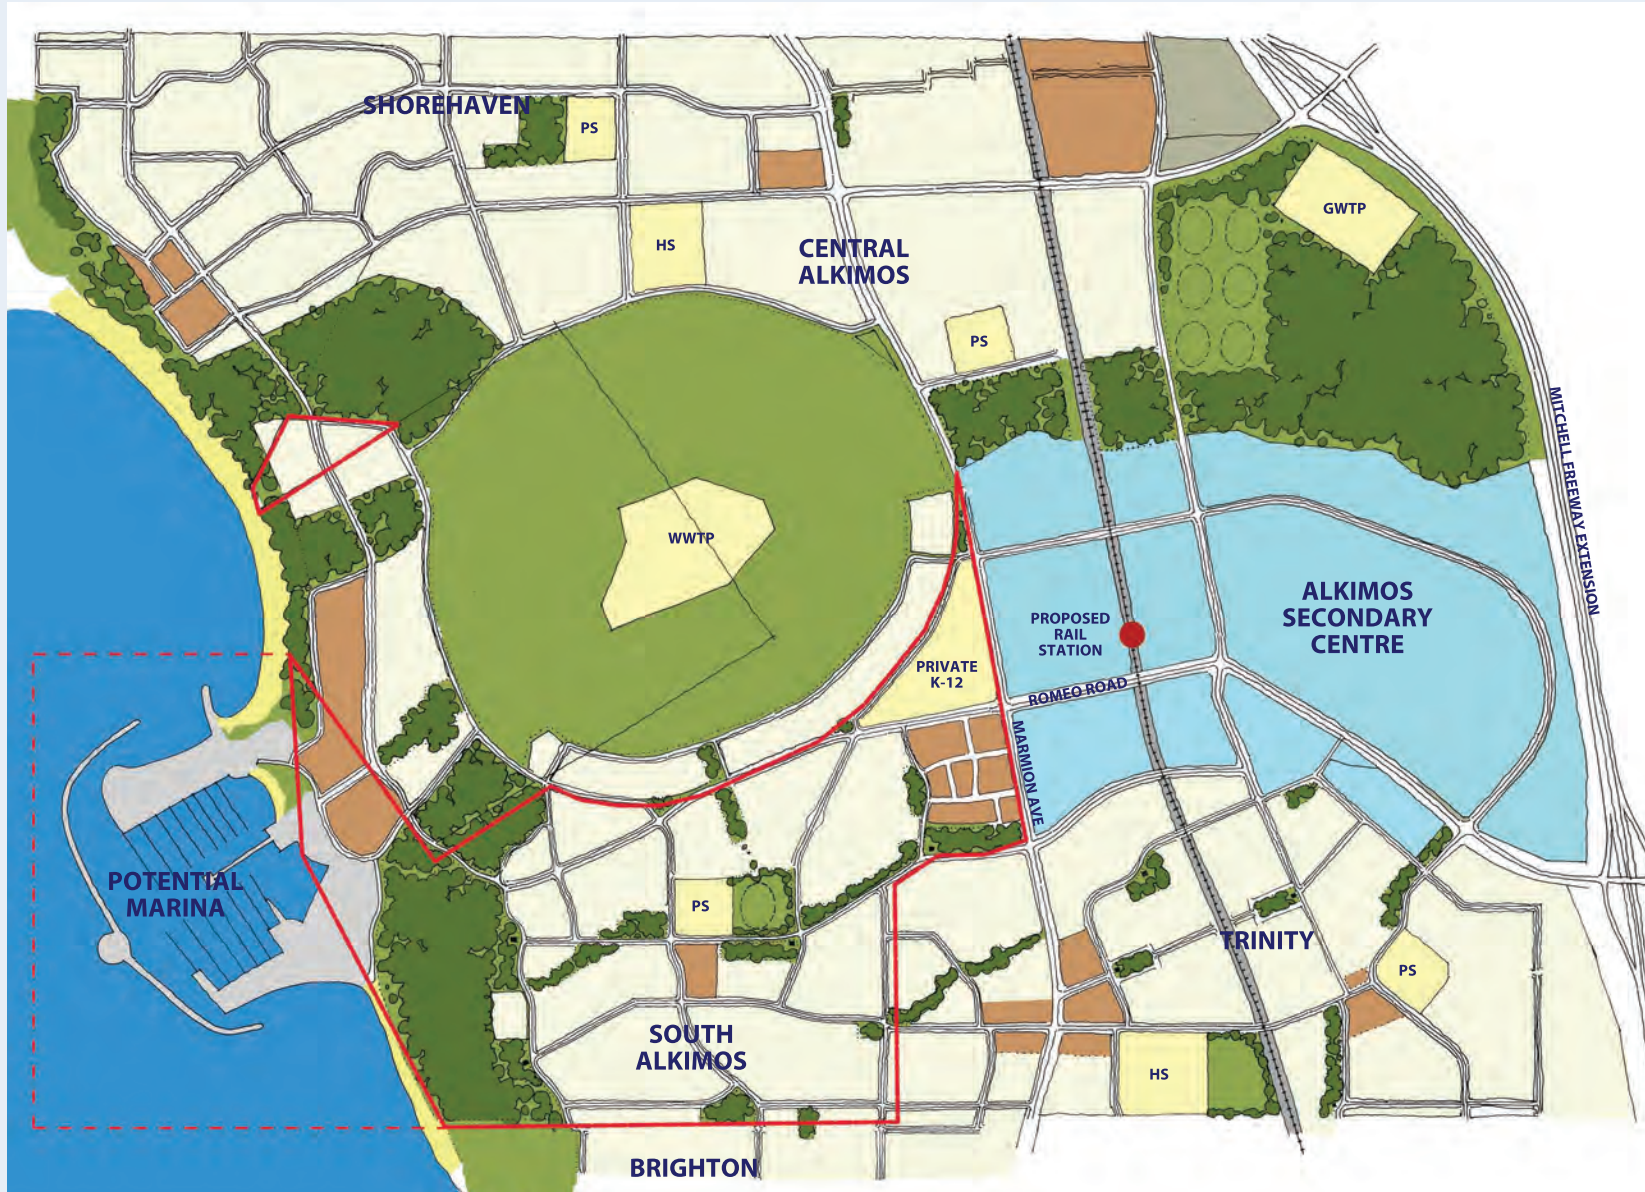 SHOREHAVEN
PS
GWTP
HS
CENTRAL
ALKIMOS
PS
MITCHELL FREEWAY EXTENSION
WWTP
ALKIMOS
SECONDARY
CENTRE
PROPOSED
RAIL
STATION
PRIVATE
K-12
ROMEO ROAD
MARMION AVE
POTENTIAL
MARINA
PS
TRINITY
PS
SOUTH
ALKIMOS
HS
BRIGHTON